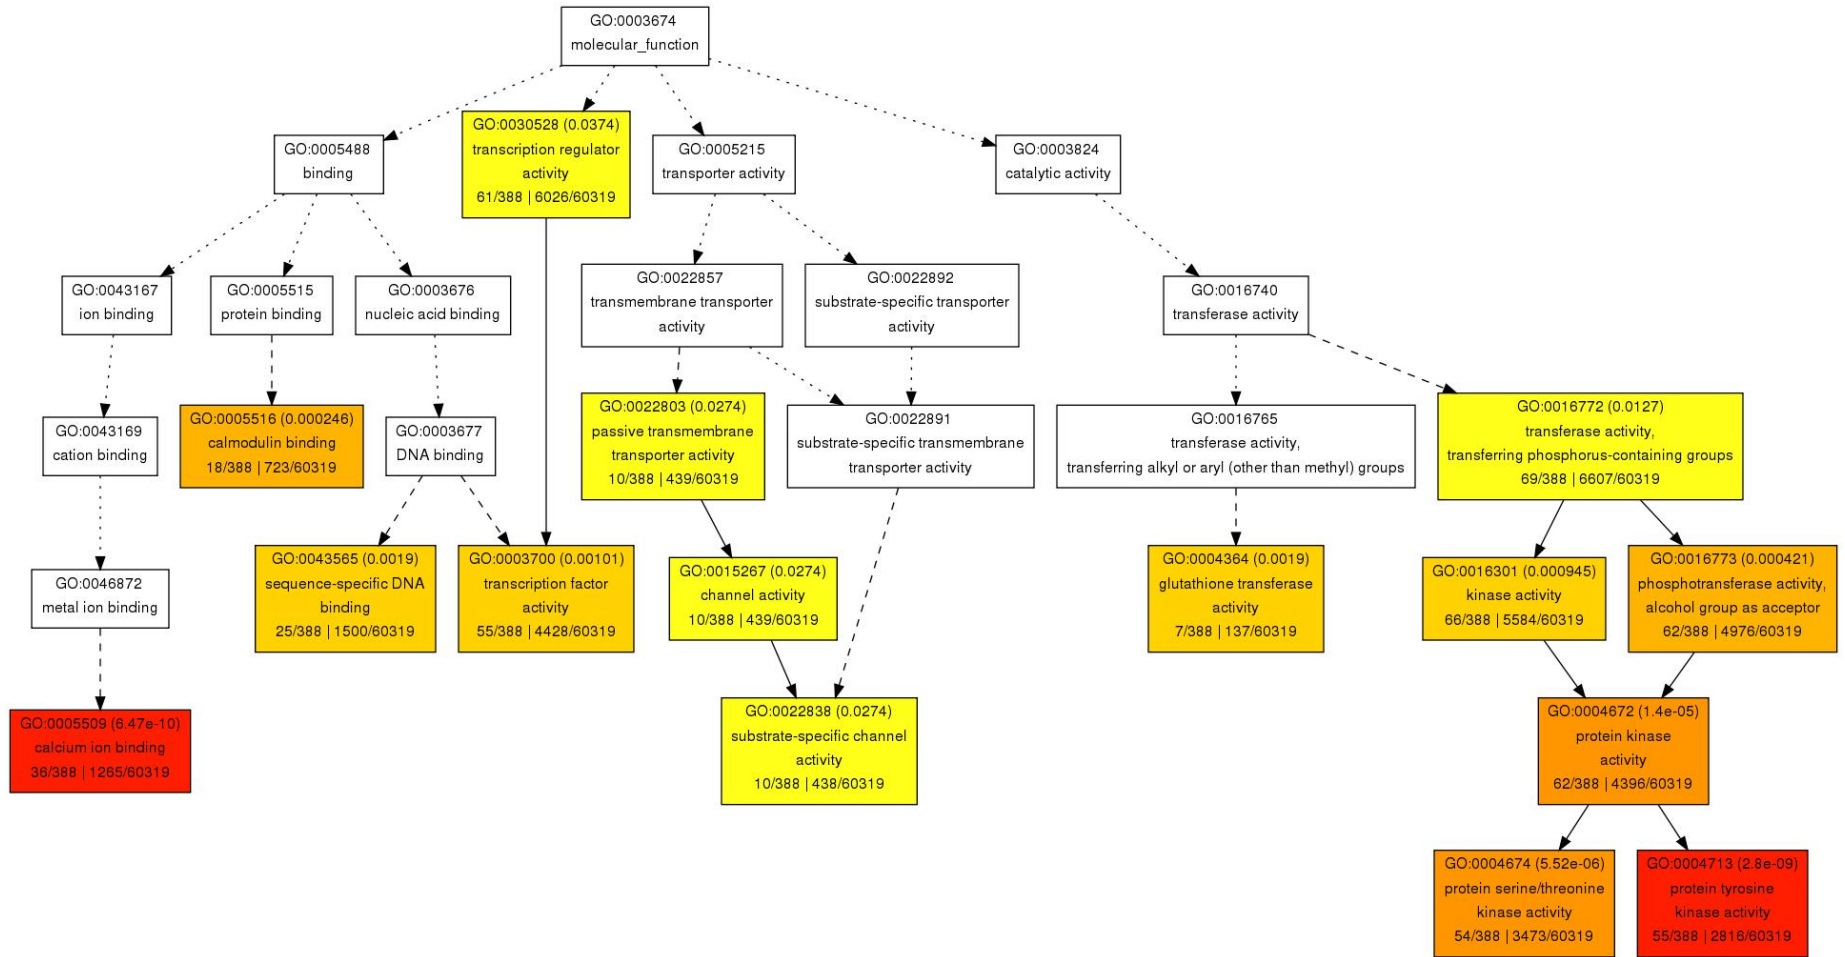 GO:0003674
molecular_function
GO:0005488
binding
GO:0030528 (0.0374)
transcription regulator
activity
61/388 | 6026/60319
GO:0005215
transporter activity
GO:0003824
catalytic activity
GO:0043167
ion binding
GO:0005515
protein binding
GO:0003676
nucleic acid binding
GO:0022857
transmembrane transporter
activity
GO:0022892
substrate-specific transporter
activity
GO:0016740
transferase activity
GO:0043169
cation binding
GO:0005516 (0.000246)
calmodulin binding
18/388 | 723/60319
GO:0003677
DNA binding
GO:0022803 (0.0274)
passive transmembrane
transporter activity
10/388 | 439/60319
GO:0022891
substrate-specific transmembrane
transporter activity
GO:0016765
transferase activity,
transferring alkyl or aryl (other than methyl) groups
GO:0016772 (0.0127)
transferase activity,
transferring phosphorus-containing groups
69/388 | 6607/60319
GO:0046872
metal ion binding
GO:0043565 (0.0019)
sequence-specific DNA
binding
25/388 | 1500/60319
GO:0003700 (0.00101)
transcription factor
activity
55/388 | 4428/60319
GO:0015267 (0.0274)
channel activity
10/388 | 439/60319
GO:0004364 (0.0019)
glutathione transferase
activity
7/388 | 137/60319
GO:0016301 (0.000945)
kinase activity
66/388 | 5584/60319
GO:0016773 (0.000421)
phosphotransferase activity,
alcohol group as acceptor
62/388 | 4976/60319
GO:0005509 (6.47e-10)
calcium ion binding
36/388 | 1265/60319
GO:0022838 (0.0274)
substrate-specific channel
activity
10/388 | 438/60319
GO:0004672 (1.4e-05)
protein kinase
activity
62/388 | 4396/60319
GO:0004674 (5.52e-06)
protein serine/threonine
kinase activity
54/388 | 3473/60319
GO:0004713 (2.8e-09)
protein tyrosine
kinase activity
55/388 | 2816/60319